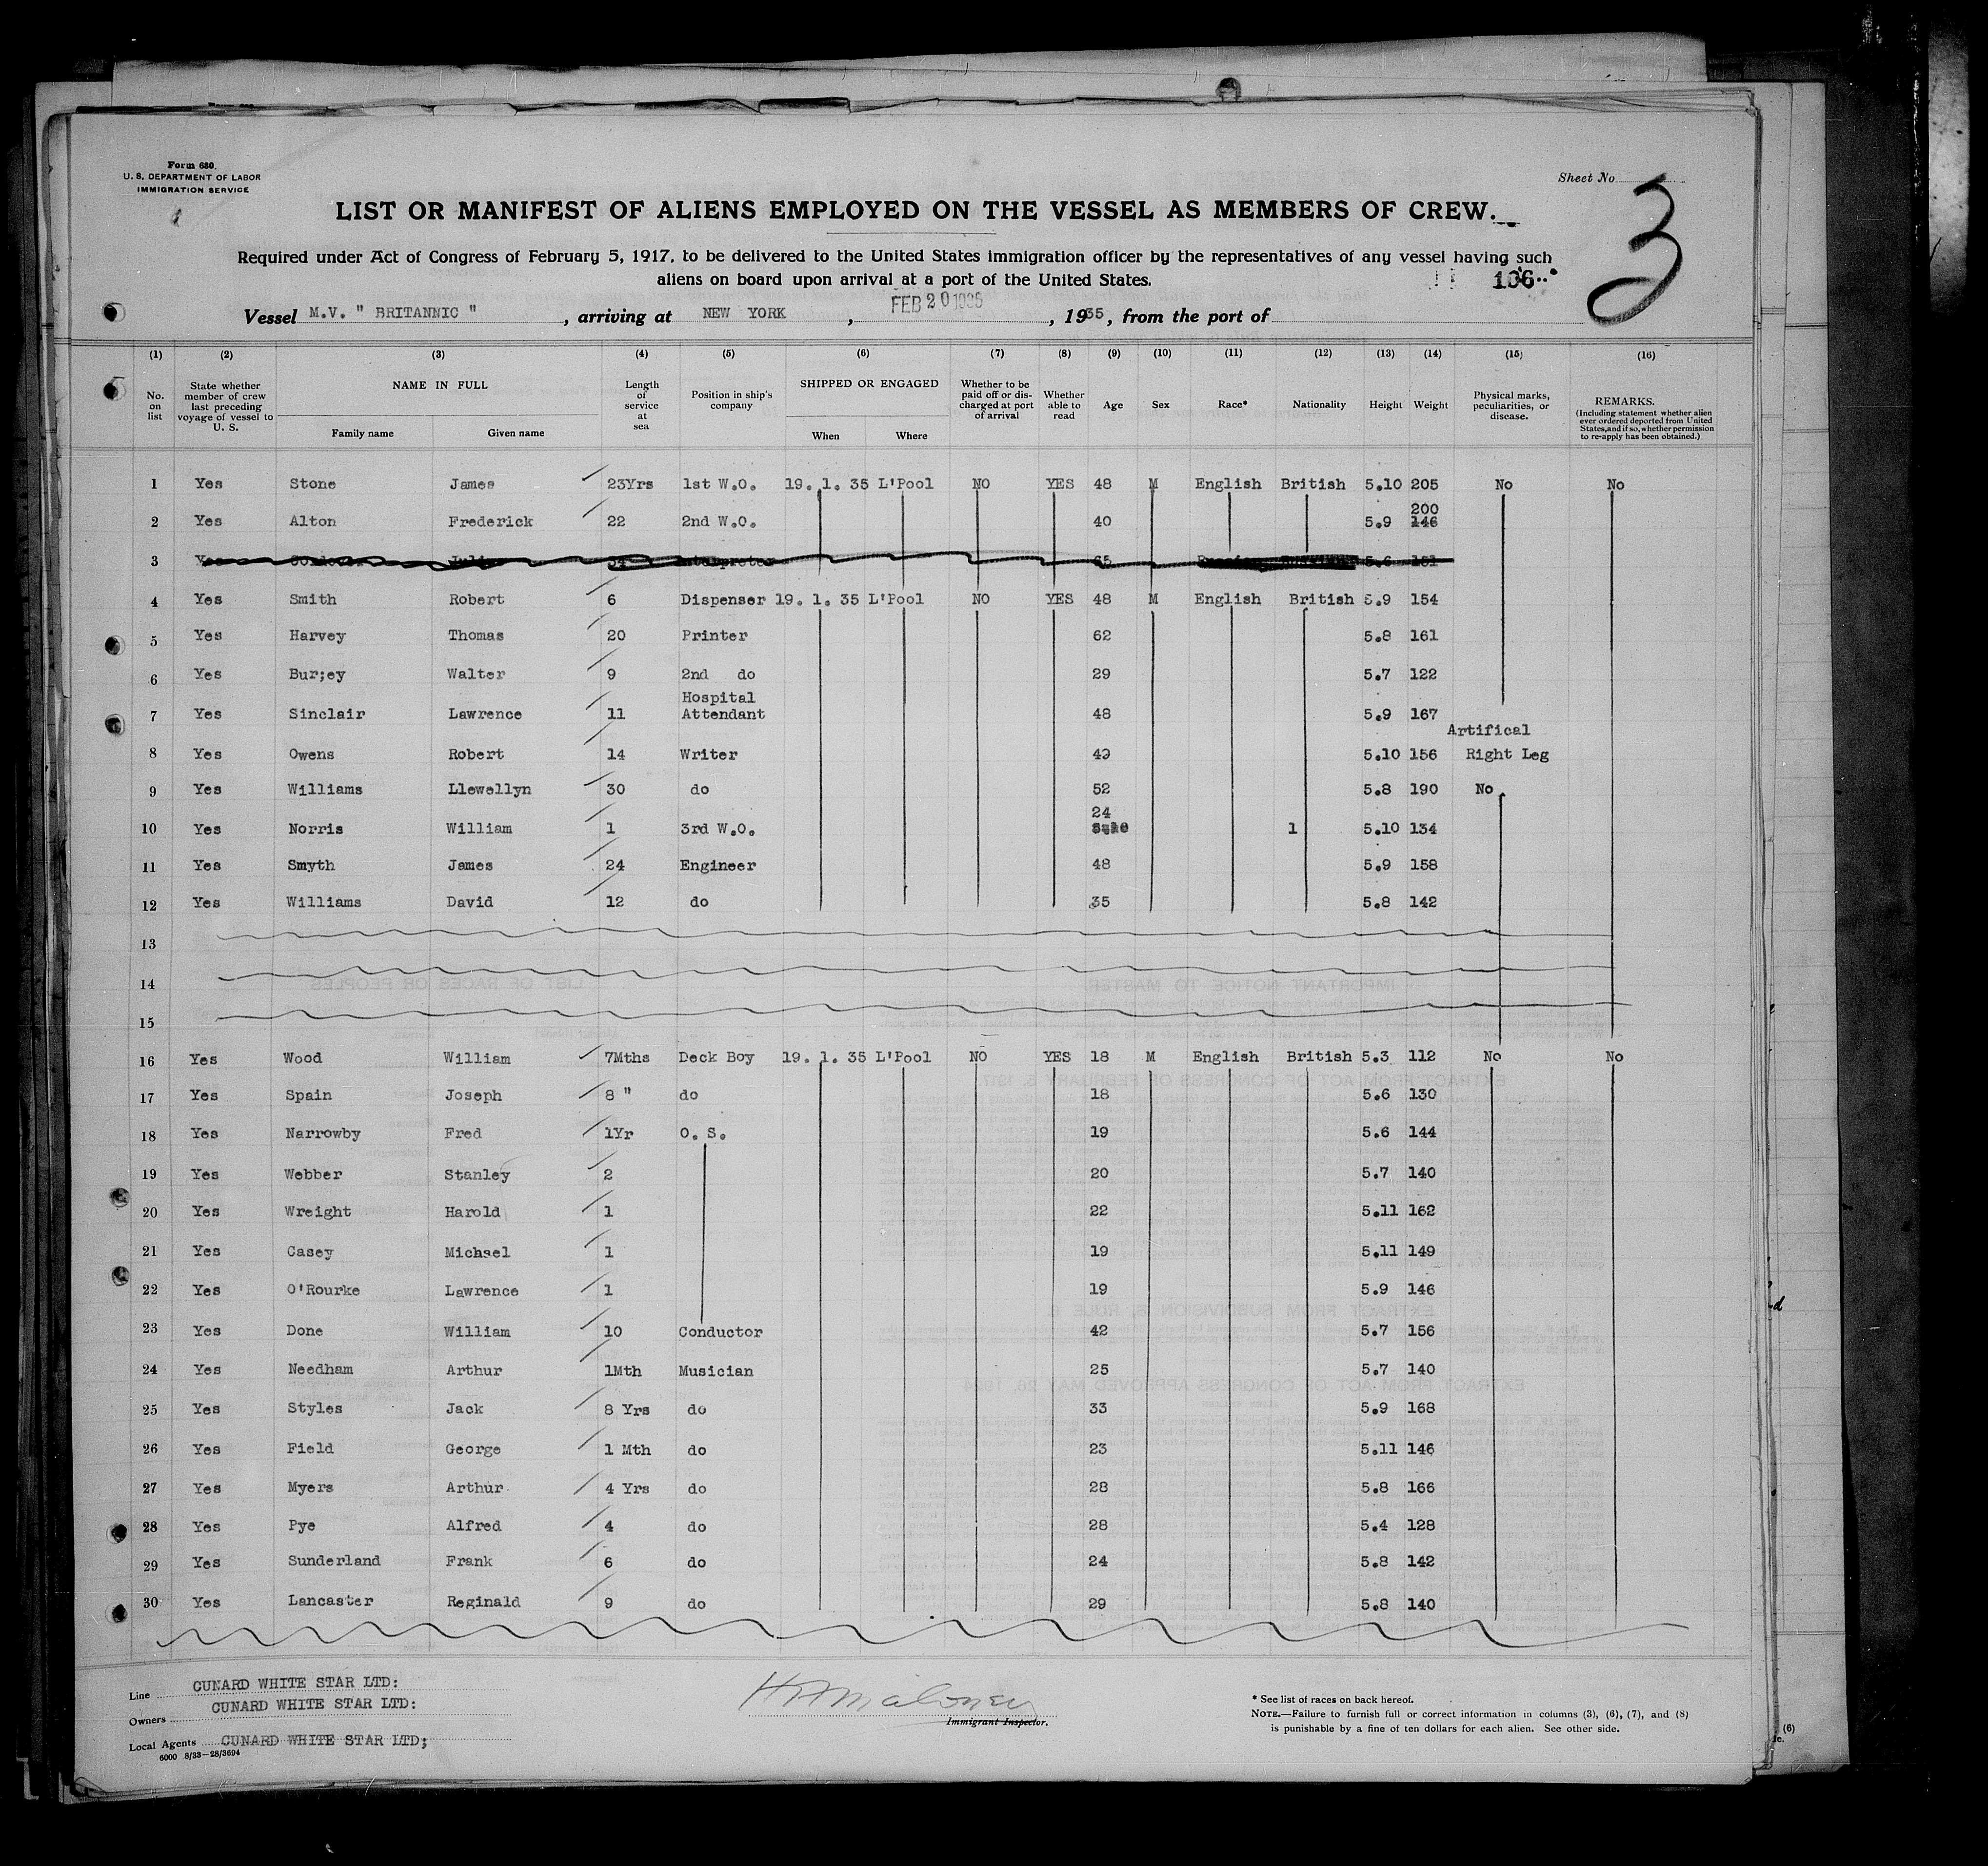 Form 680.
U. S. DEPARTMENT OF LABOR
IMMIGRATION SERVICE
Sheet No
3
LIST OR MANIFEST OF ALIENS EMPLOYED ON THE VESSEL AS MEMBERS OF CREW.
Required under Act of Congress of February 5, 1917, to be delivered to the United States immigration officer by the representatives of any vessel having such
aliens on board upon arrival at a port of the United States.
106
Vessel M.V. " BRITANNIC ", arriving at NEW YORK, FEB 20 1935, 1935, from the port of
(1) (2) (3) (4) (5) (6) (7) (8) (9) (10) (11) (12) (13) (14) (15) (16)
No. on list
State whether member of crew last preceding voyage of vessel to U. S.
NAME IN FULL
Family name
Given name
Length of service at sea
Position in ship's company
SHIPPED OR ENGAGED
When
Where
Whether to be paid off or discharged at port of arrival
Whether able to read
Age
Sex
Race*
Nationality
Height
Weight
Physical marks, peculiarities, or disease.
REMARKS.
(Including statement whether alien ever ordered deported from United States, and if so, whether permission to re-apply has been obtained.)
1 Yes Stone James 23Yrs 1st W.O. 19. 1. 35 L'Pool NO YES 48 M English British 5.10 205 No No
2 Yes Alton Frederick 22 2nd W.O. 40 5.9 146 200
3 Interpreter 65 5.6 161
4 Yes Smith Robert 6 Dispenser 19. 1. 35 L'Pool NO YES 48 M English British 5.9 154
5 Yes Harvey Thomas 20 Printer 62 5.8 161
6 Yes Bur;ey Walter 9 2nd do 29 5.7 122
7 Yes Sinclair Lawrence 11 Hospital Attendant 48 5.9 167
8 Yes Owens Robert 14 Writer 49 5.10 156 Artifical Right Leg
9 Yes Williams Llewellyn 30 do 52 5.8 190 No
10 Yes Norris William 1 3rd W.O. 24 1 5.10 134
11 Yes Smyth James 24 Engineer 48 5.9 158
12 Yes Williams David 12 do 35 5.8 142
13
14
15
16 Yes Wood William 7Mths Deck Boy 19. 1. 35 L'Pool NO YES 18 M English British 5.3 112 No No
17 Yes Spain Joseph 8 " do 18 5.6 130
18 Yes Narrowby Fred 1Yr O. S. 19 5.6 144
19 Yes Webber Stanley 2 20 5.7 140
20 Yes Wreight Harold 1 22 5.11 162
21 Yes Casey Michael 1 19 5.11 149
22 Yes O'Rourke Lawrence 1 19 5.9 146
23 Yes Done William 10 Conductor 42 5.7 156
24 Yes Needham Arthur 1Mth Musician 25 5.7 140
25 Yes Styles Jack 8 Yrs do 33 5.9 168
26 Yes Field George 1 Mth do 23 5.11 146
27 Yes Myers Arthur 4 Yrs do 28 5.8 166
28 Yes Pye Alfred 4 do 28 5.4 128
29 Yes Sunderland Frank 6 do 24 5.8 142
30 Yes Lancaster Reginald 9 do 29 5.8 140
Line CUNARD WHITE STAR LTD:
Owners CUNARD WHITE STAR LTD:
Local Agents CUNARD WHITE STAR LTD;
6000 8/33—28/3694
Maloney
Immigrant Inspector.
* See list of races on back hereof.
NOTE.—Failure to furnish full or correct information in columns (3), (6), (7), and (8)
is punishable by a fine of ten dollars for each alien. See other side.
(6)